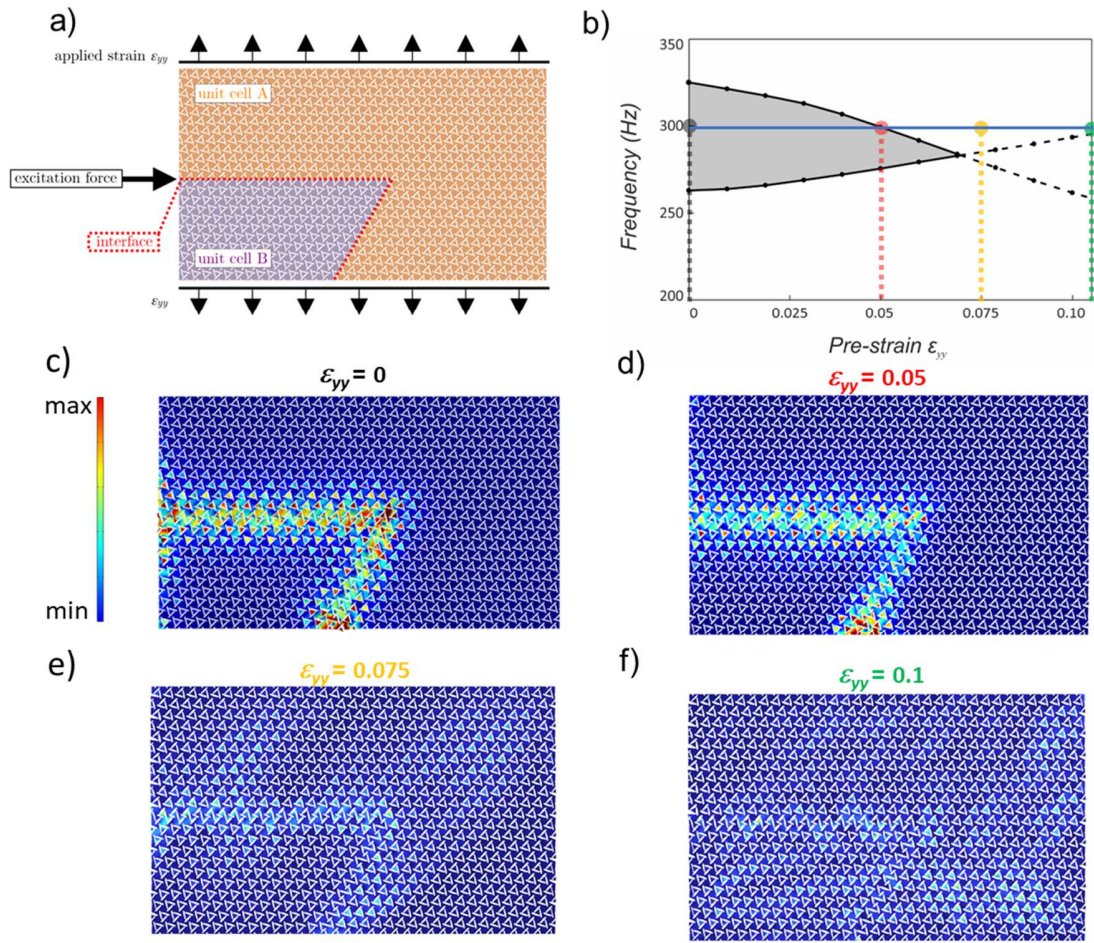 a)
applied strain εyy
unit cell A
excitation force
interface
unit cell B
εyy
b)
350
300
250
200
Frequency (Hz)
0
0.025
0.05
0.075
0.10
Pre-strain εyy
c)
εyy = 0
max
min
d)
εyy = 0.05
e)
εyy = 0.075
f)
εyy = 0.1